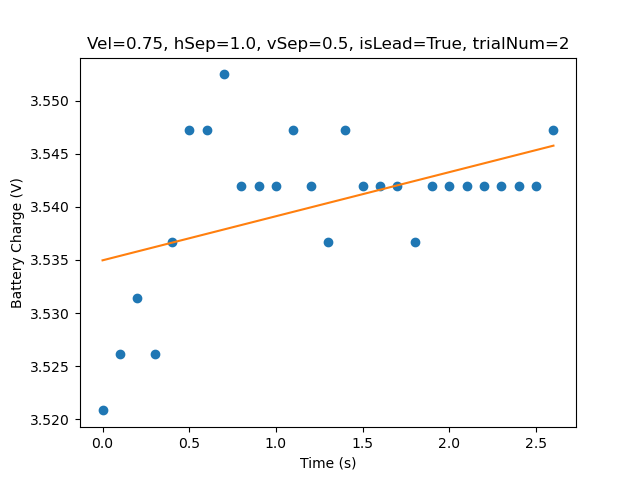 Vel=0.75, hSep=1.0, vSep=0.5, isLead=True, trialNum=2
3.550
3.545
3.540
3.535
3.530
3.525
3.520
Battery Charge (V)
0.0 0.5 1.0 1.5 2.0 2.5
Time (s)